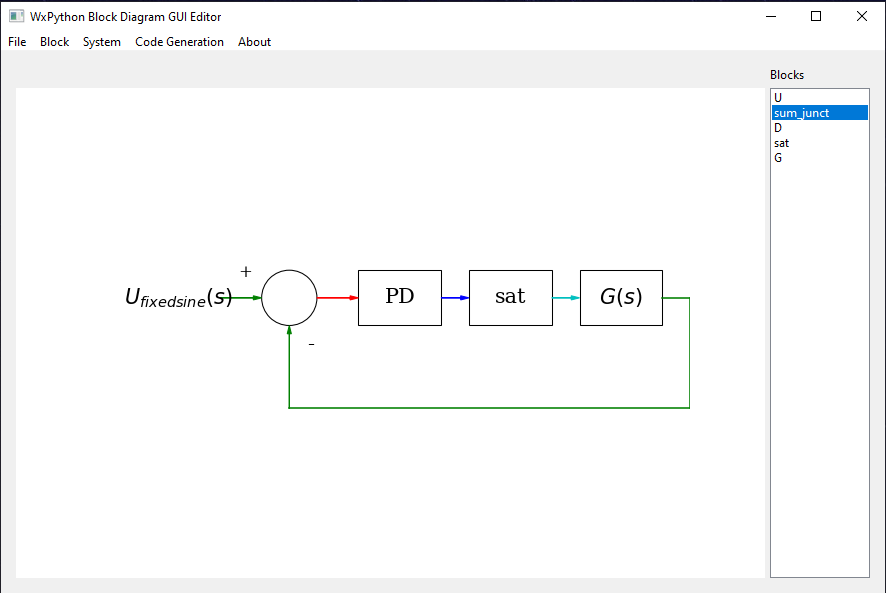 WxPython Block Diagram GUI Editor
File Block System Code Generation About
Blocks
U
sum_junct
D
sat
G
+
U_{fixedsine}(s)
PD
sat
G(s)
-